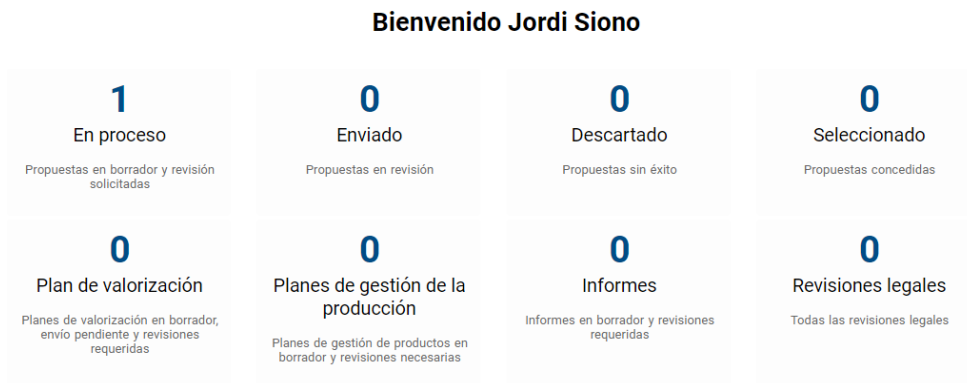 Bienvenido Jordi Siono
1
En proceso
Propuestas en borrador y revisión
solicitadas
0
Enviado
Propuestas en revisión
0
Descartado
Propuestas sin éxito
0
Seleccionado
Propuestas concedidas
0
Plan de valorización
Planes de valorización en borrador,
envío pendiente y revisiones
requeridas
0
Planes de gestión de la
producción
Planes de gestión de productos en
borrador y revisiones necesarias
0
Informes
Informes en borrador y revisiones
requeridas
0
Revisiones legales
Todas las revisiones legales